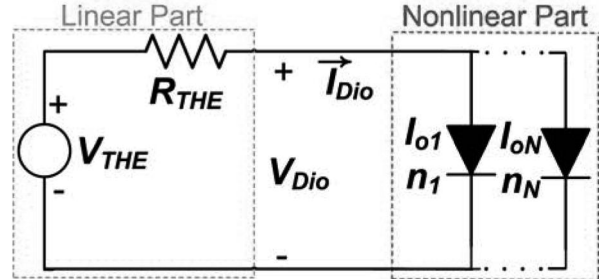 Linear Part
Nonlinear Part
+
R_THE
+
I_Dio
V_THE
-
V_Dio
-
I_o1
n_1
I_oN
n_N